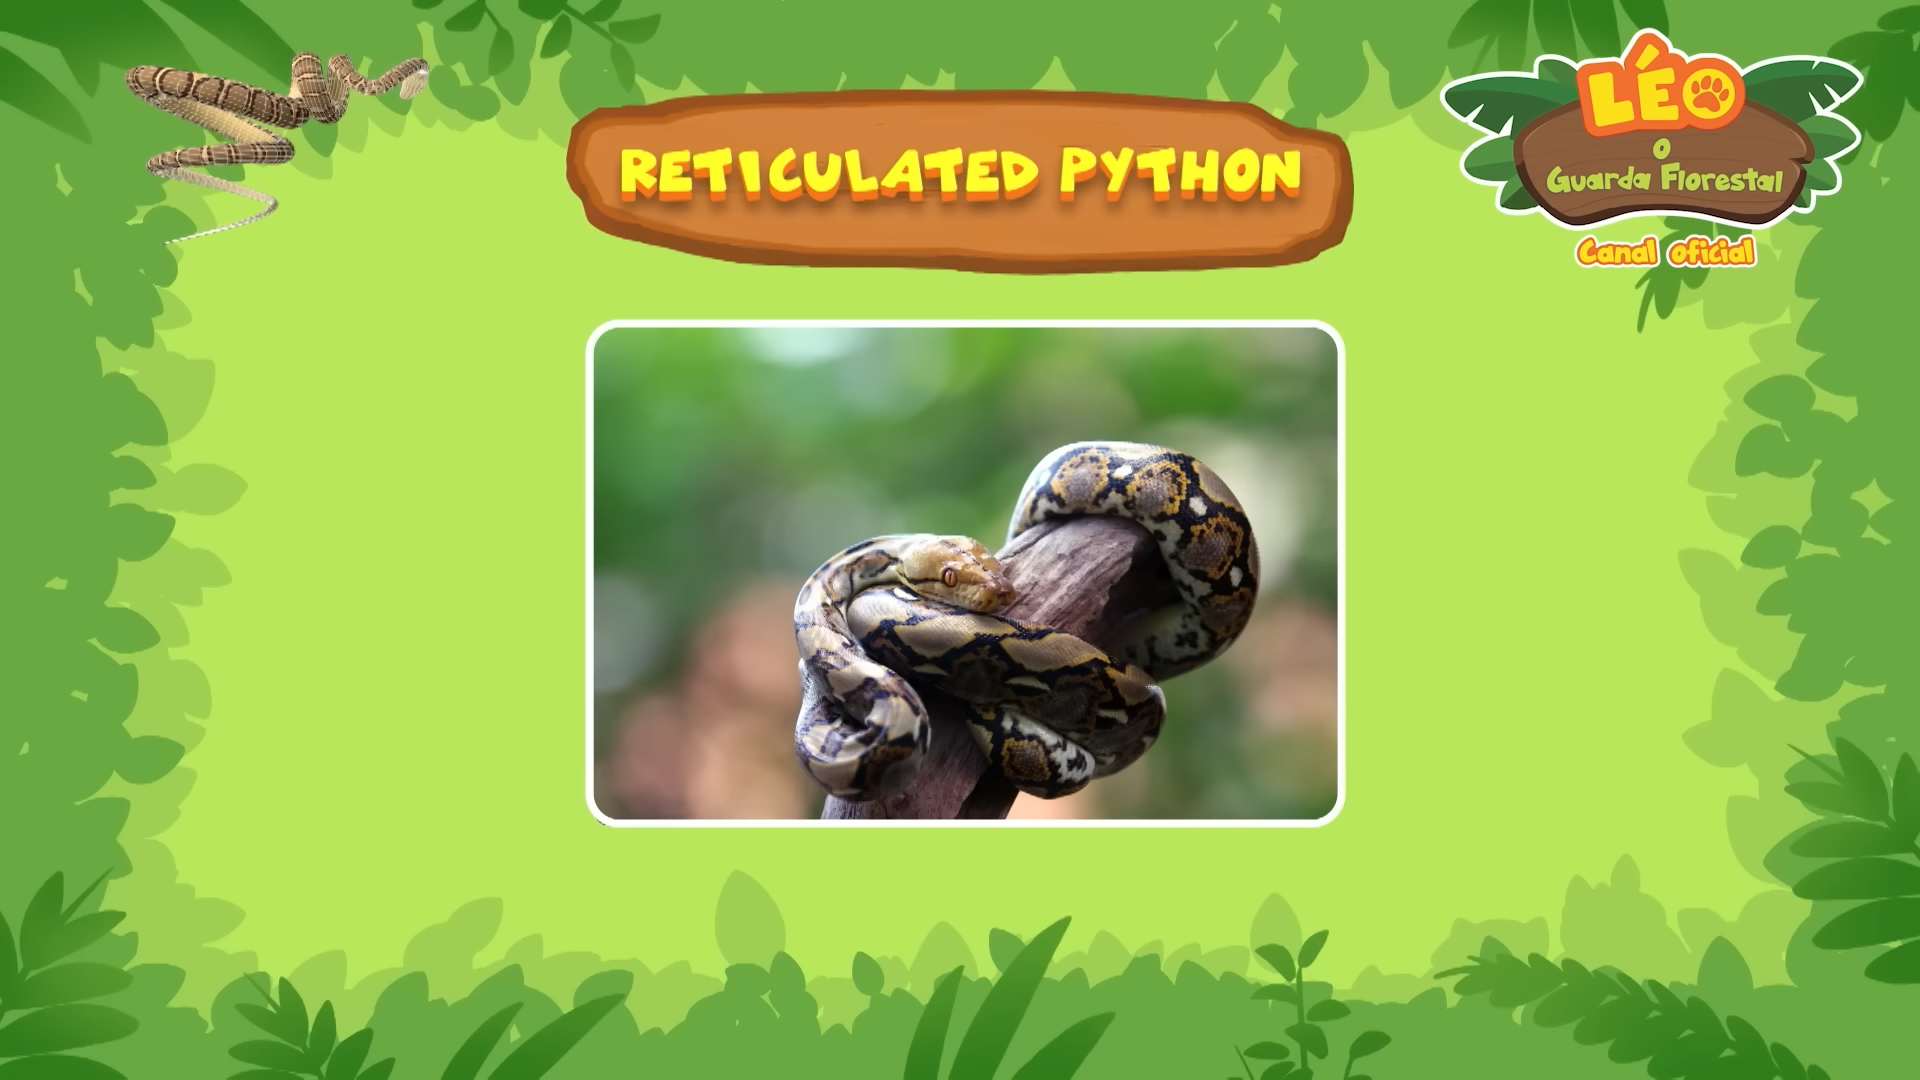 RETICULATED PYTHON
LÉO
o
Guarda Florestal
Canal oficial